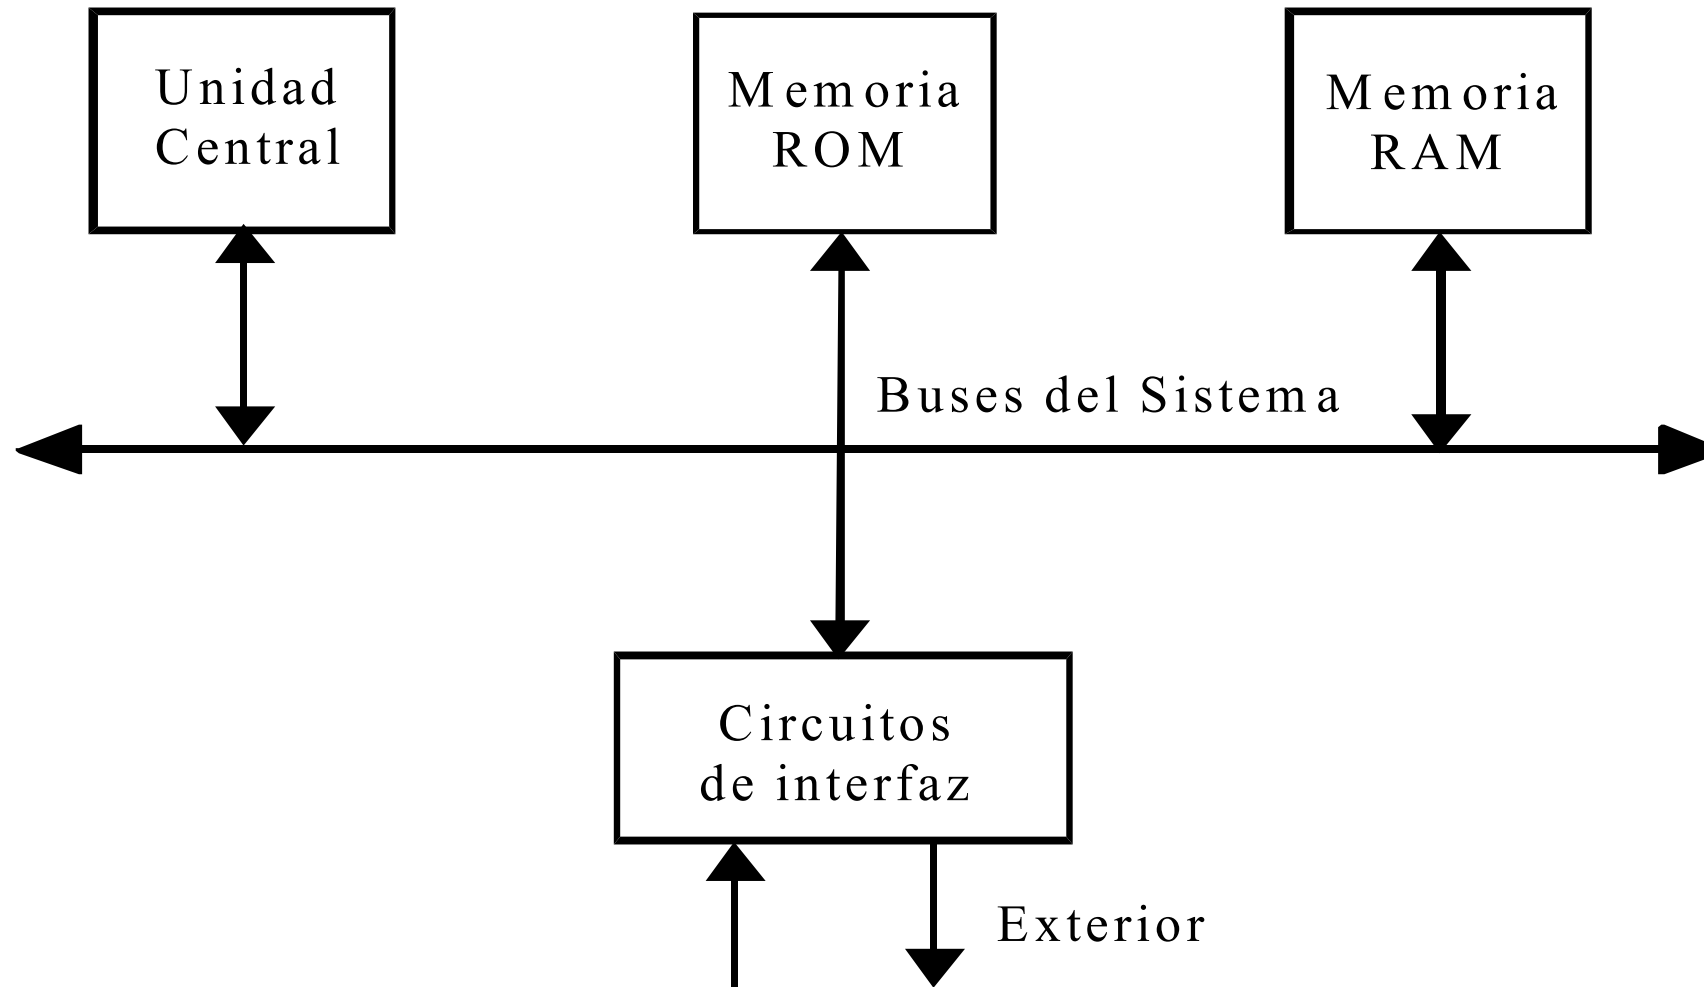 Unidad
Central
Memoria
ROM
Memoria
RAM
Buses del Sistema
Circuitos
de interfaz
Exterior